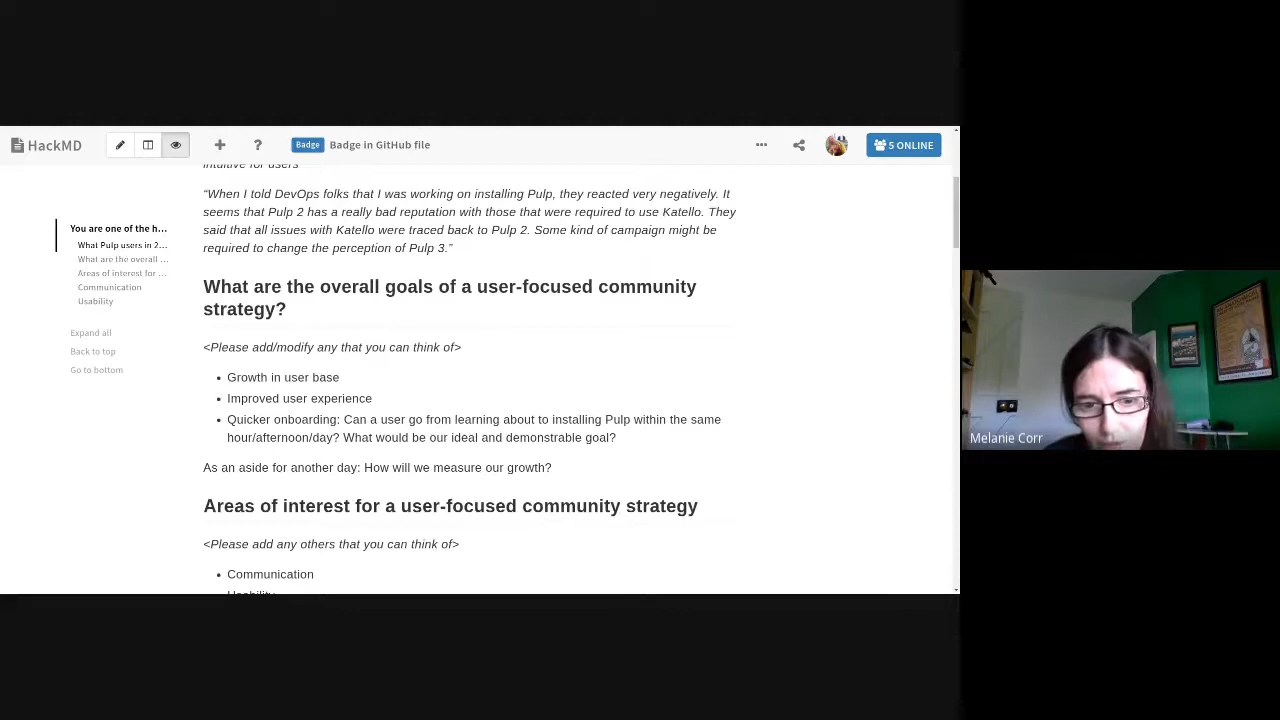 HackMD
Badge Badge in GitHub file
5 ONLINE
intuitive for users
“When I told DevOps folks that I was working on installing Pulp, they reacted very negatively. It
seems that Pulp 2 has a really bad reputation with those that were required to use Katello. They
said that all issues with Katello were traced back to Pulp 2. Some kind of campaign might be
required to change the perception of Pulp 3.”
You are one of the h...
What Pulp users in 2...
What are the overall ...
Areas of interest for ...
Communication
Usability
Expand all
Back to top
Go to bottom
What are the overall goals of a user-focused community
strategy?
<Please add/modify any that you can think of>
• Growth in user base
• Improved user experience
• Quicker onboarding: Can a user go from learning about to installing Pulp within the same
hour/afternoon/day? What would be our ideal and demonstrable goal?
As an aside for another day: How will we measure our growth?
Areas of interest for a user-focused community strategy
<Please add any others that you can think of>
• Communication
Usability
Melanie Corr